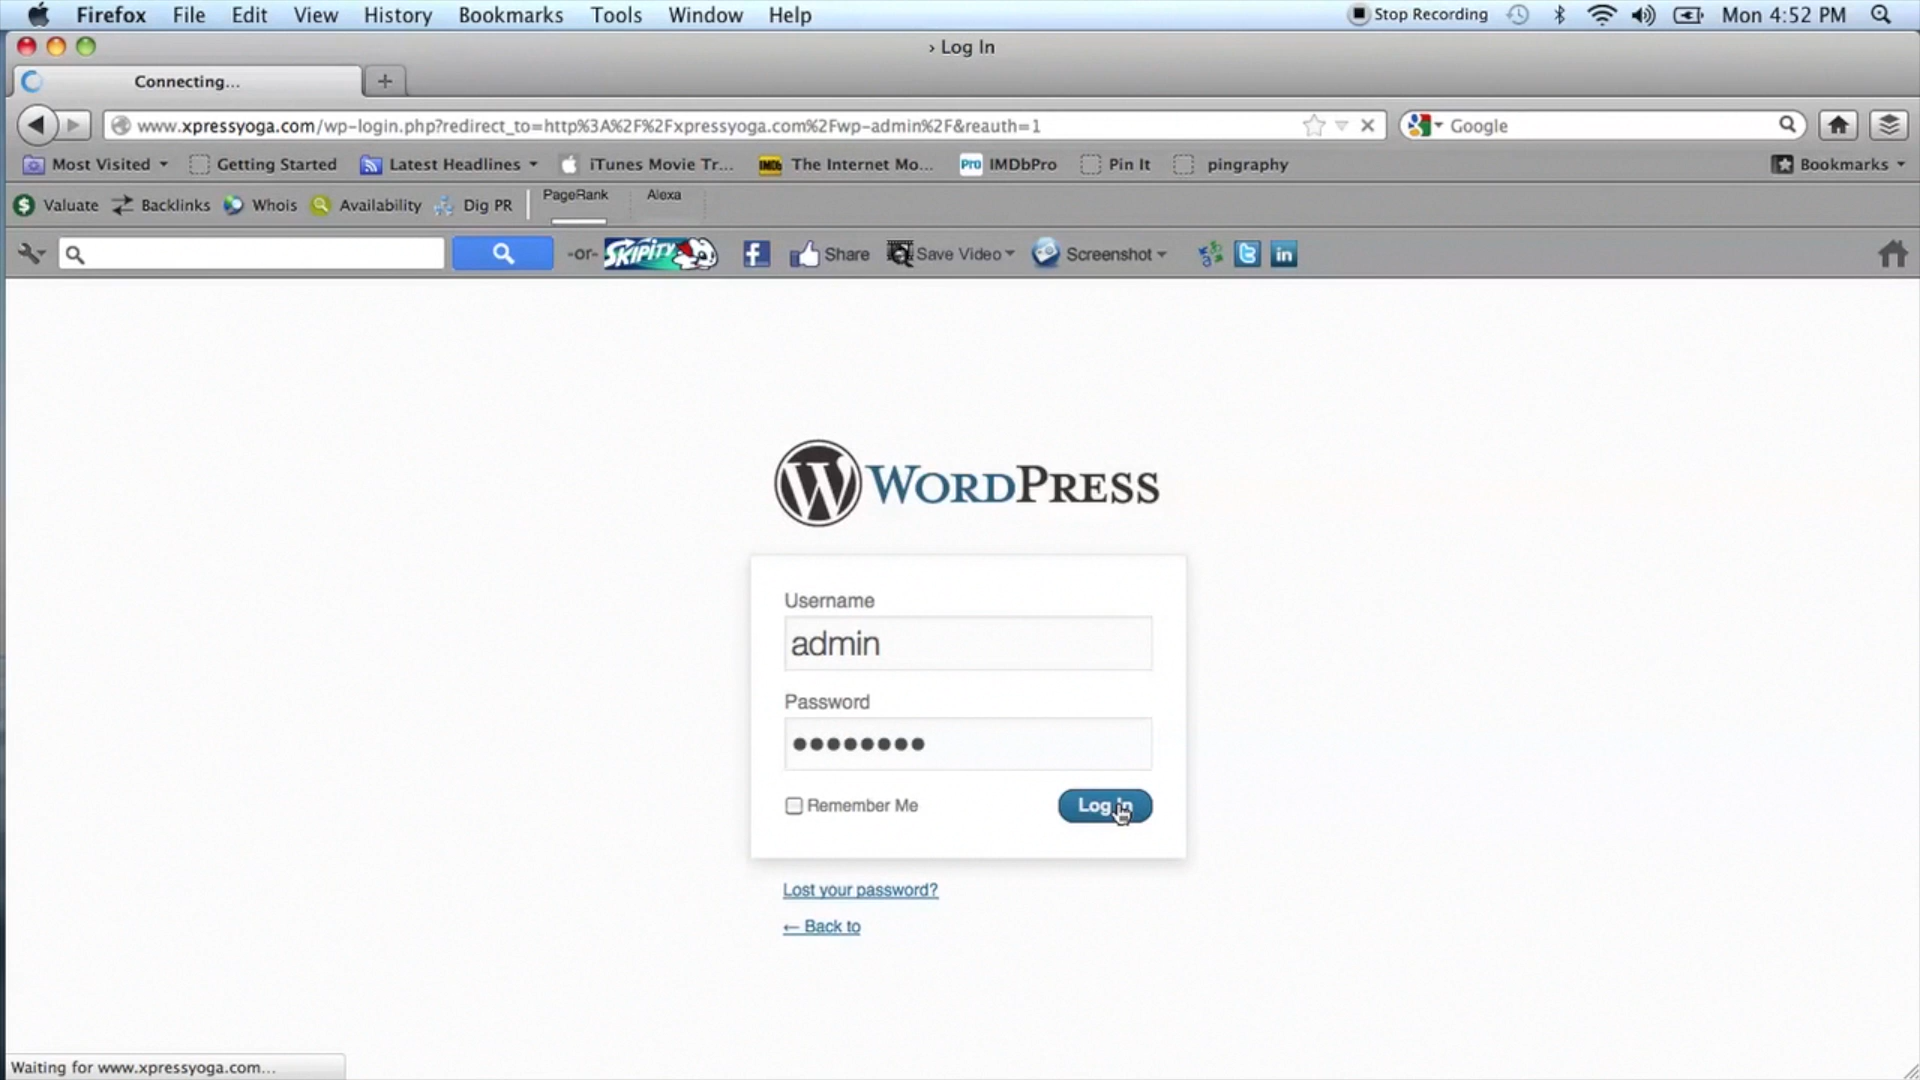 Firefox File Edit View History Bookmarks Tools Window Help Stop Recording Mon 4:52 PM
› Log In
Connecting...
www.xpressyoga.com/wp-login.php?redirect_to=http%3A%2F%2Fxpressyoga.com%2Fwp-admin%2F&reauth=1 Google
Most Visited Getting Started Latest Headlines iTunes Movie Tr... IMDb The Internet Mo... Pro IMDbPro Pin It pingraphy Bookmarks
Valuate Backlinks Whois Availability Dig PR PageRank Alexa
-or- SKIPITY Share Save Video Screenshot in
WORDPRESS
Username
admin
Password
Remember Me Log In
Lost your password?
← Back to
Waiting for www.xpressyoga.com...